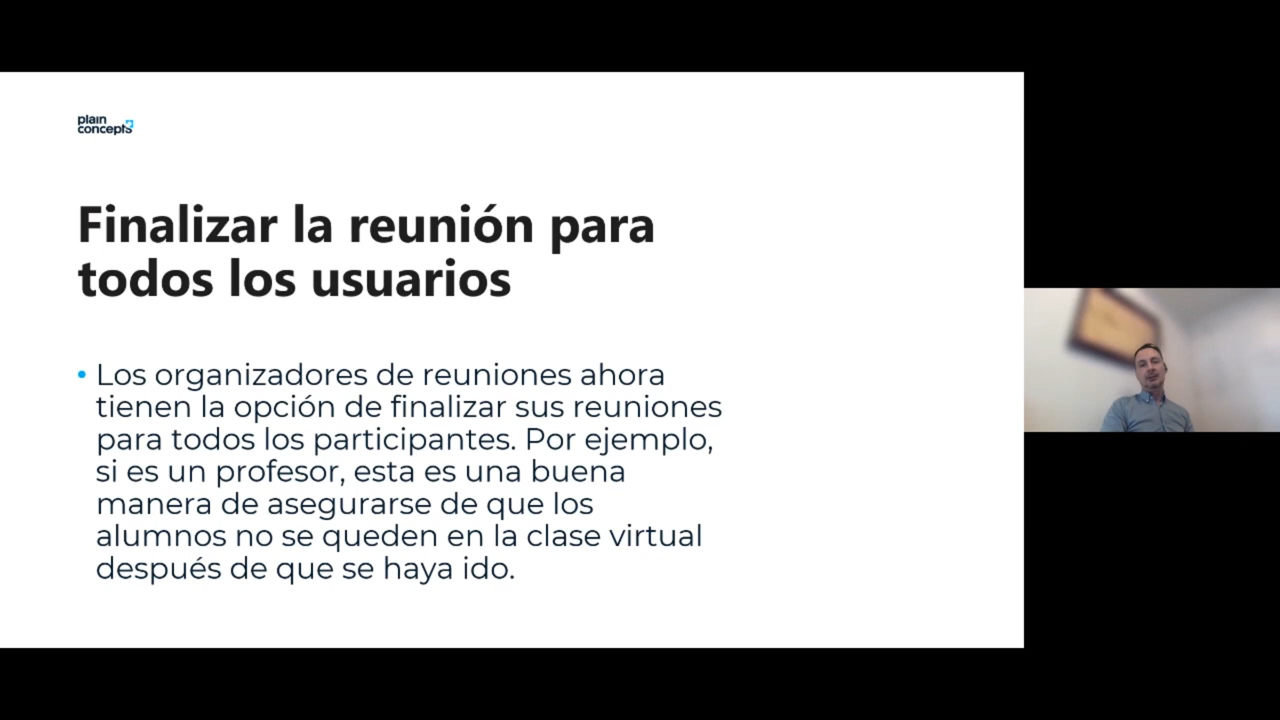 plain
concepts
Finalizar la reunión para
todos los usuarios
• Los organizadores de reuniones ahora
tienen la opción de finalizar sus reuniones
para todos los participantes. Por ejemplo,
si es un profesor, esta es una buena
manera de asegurarse de que los
alumnos no se queden en la clase virtual
después de que se haya ido.